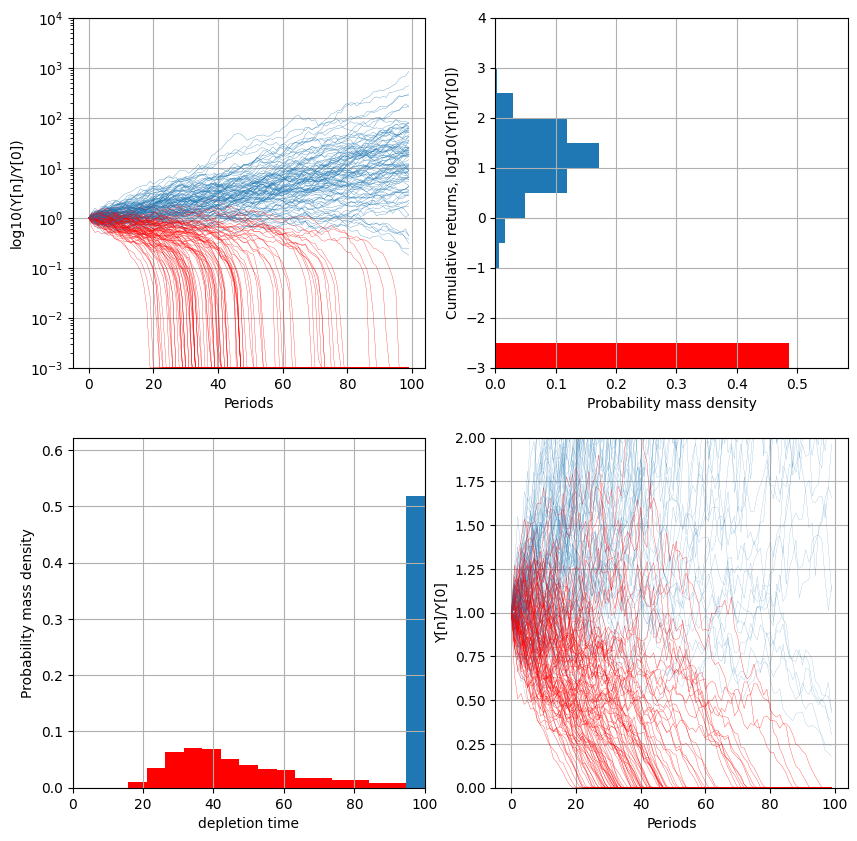 10^4
10^3
10^2
10^1
10^0
10^-1
10^-2
10^-3
log10(Y[n]/Y[0])
0 20 40 60 80 100
Periods
4
3
2
1
0
−1
−2
−3
Cumulative returns, log10(Y[n]/Y[0])
0.0 0.1 0.2 0.3 0.4 0.5
Probability mass density
0.6
0.5
0.4
0.3
0.2
0.1
0.0
Probability mass density
0 20 40 60 80 100
depletion time
2.00
1.75
1.50
1.25
1.00
0.75
0.50
0.25
0.00
Y[n]/Y[0]
0 20 40 60 80 100
Periods